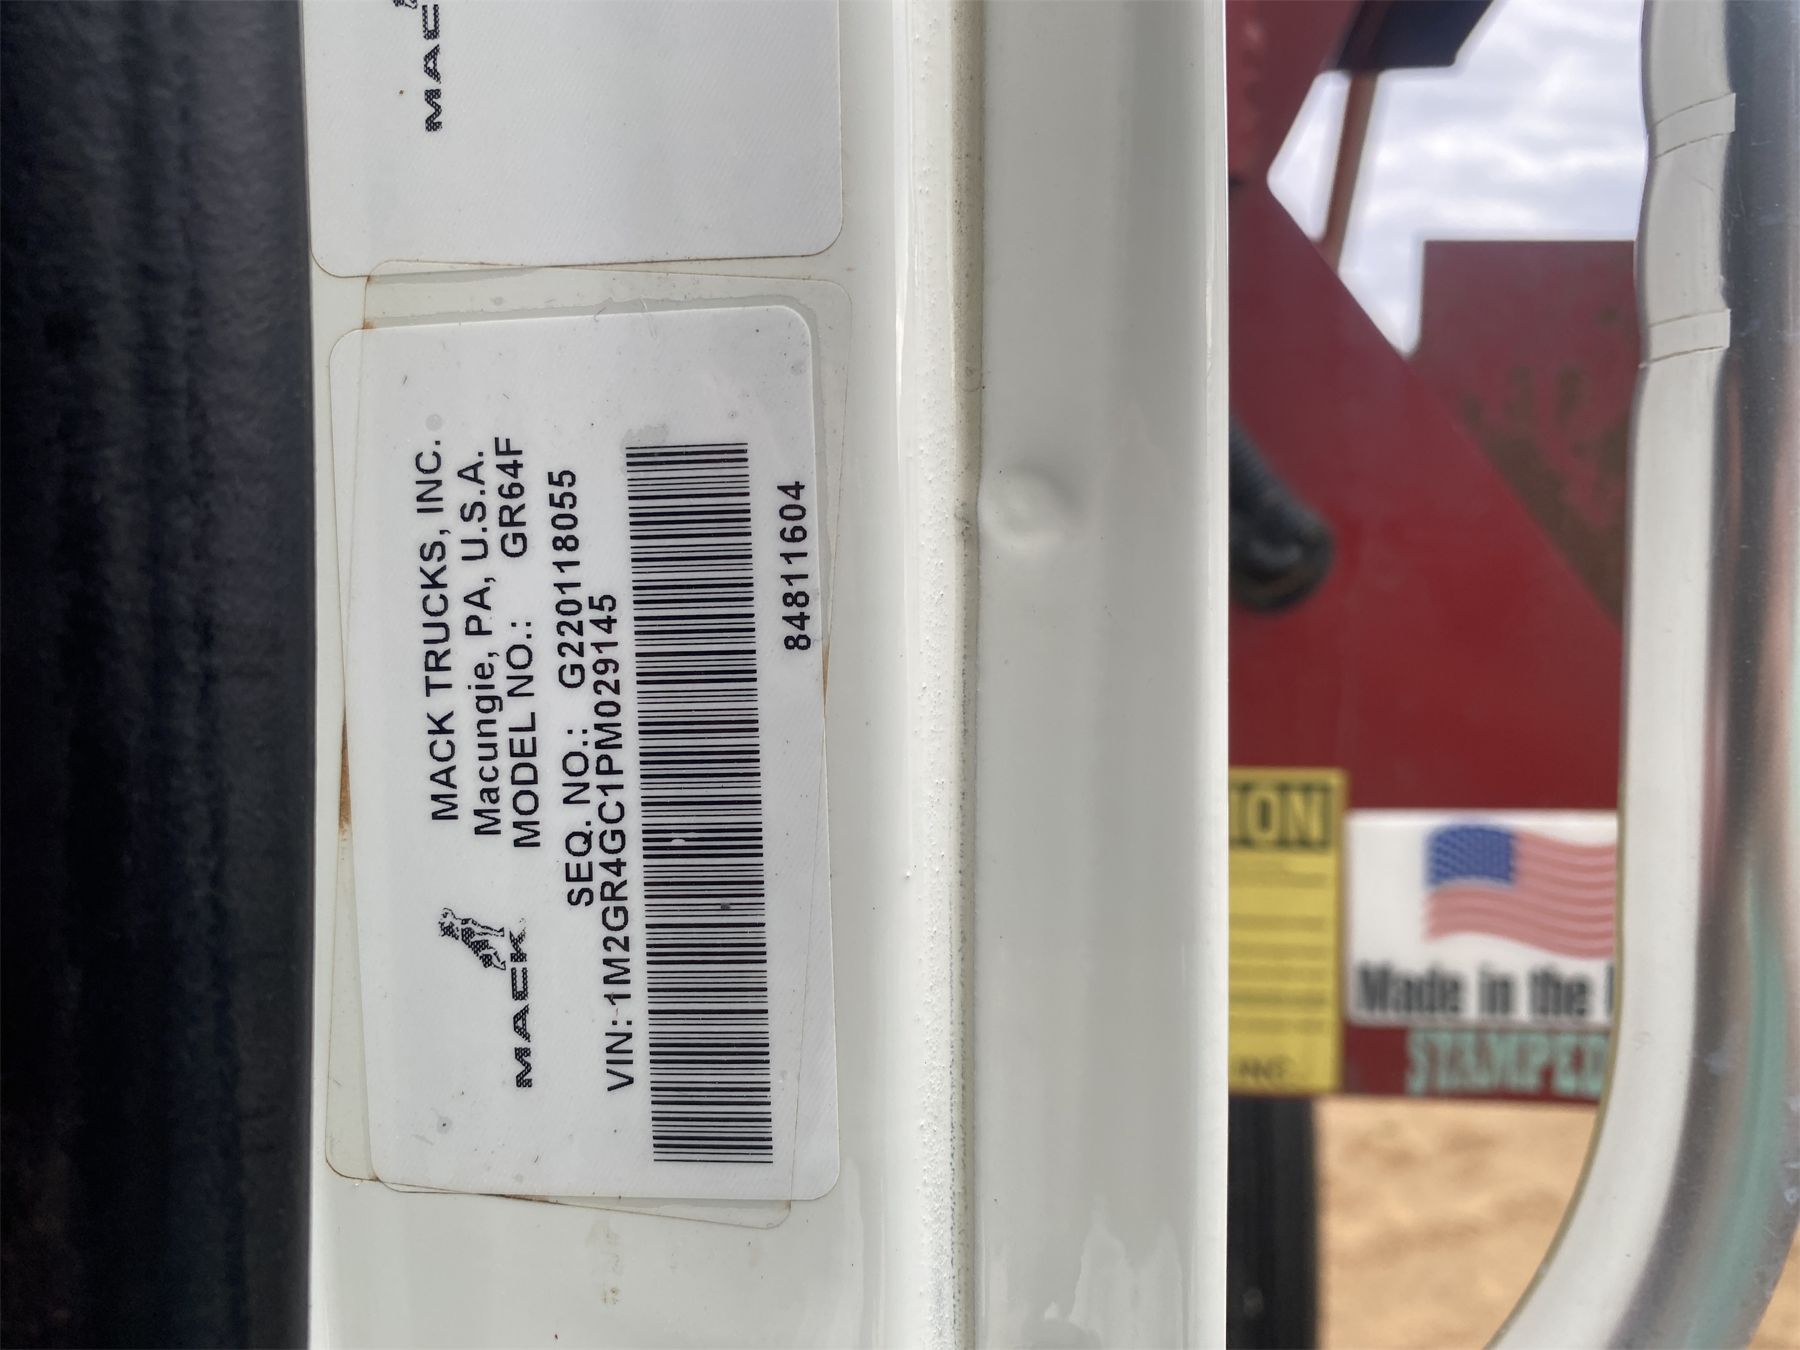 MACK
MACK TRUCKS, INC.
Macungie, PA, U.S.A.
MODEL NO.: GR64F
SEQ. NO.: G220118055
VIN: 1M2GR4GC1PM029145
84811604
MACK
ION
Made in the
STAMPED